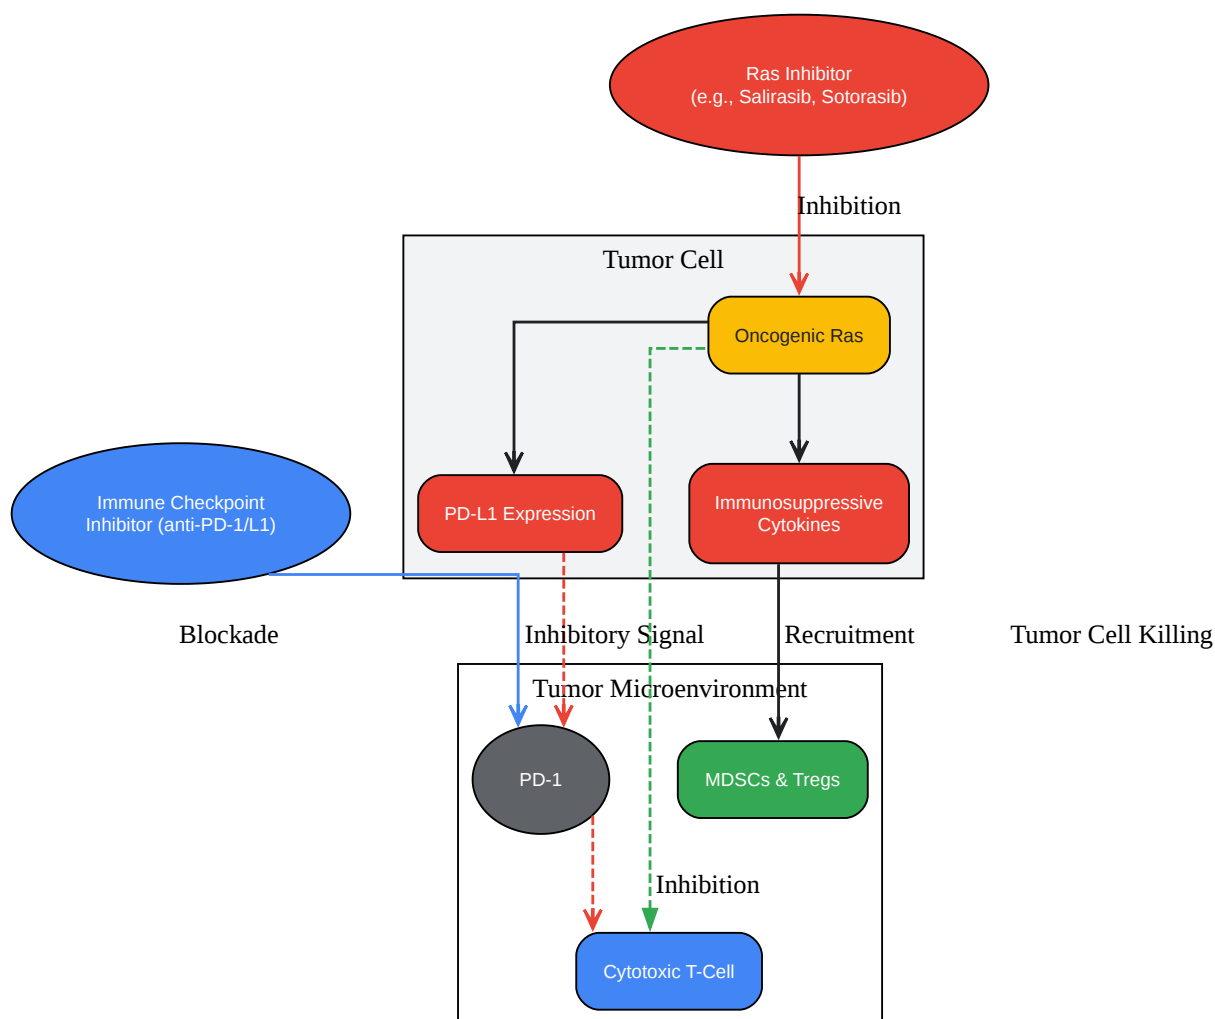 Ras Inhibitor
(e.g., Salirasib, Sotorasib)
Inhibition
Tumor Cell
Oncogenic Ras
Immune Checkpoint
Inhibitor (anti-PD-1/L1)
PD-L1 Expression
Immunosuppressive
Cytokines
Blockade
Inhibitory Signal
Recruitment
Tumor Cell Killing
Tumor Microenvironment
PD-1
MDSCs & Tregs
Inhibition
Cytotoxic T-Cell